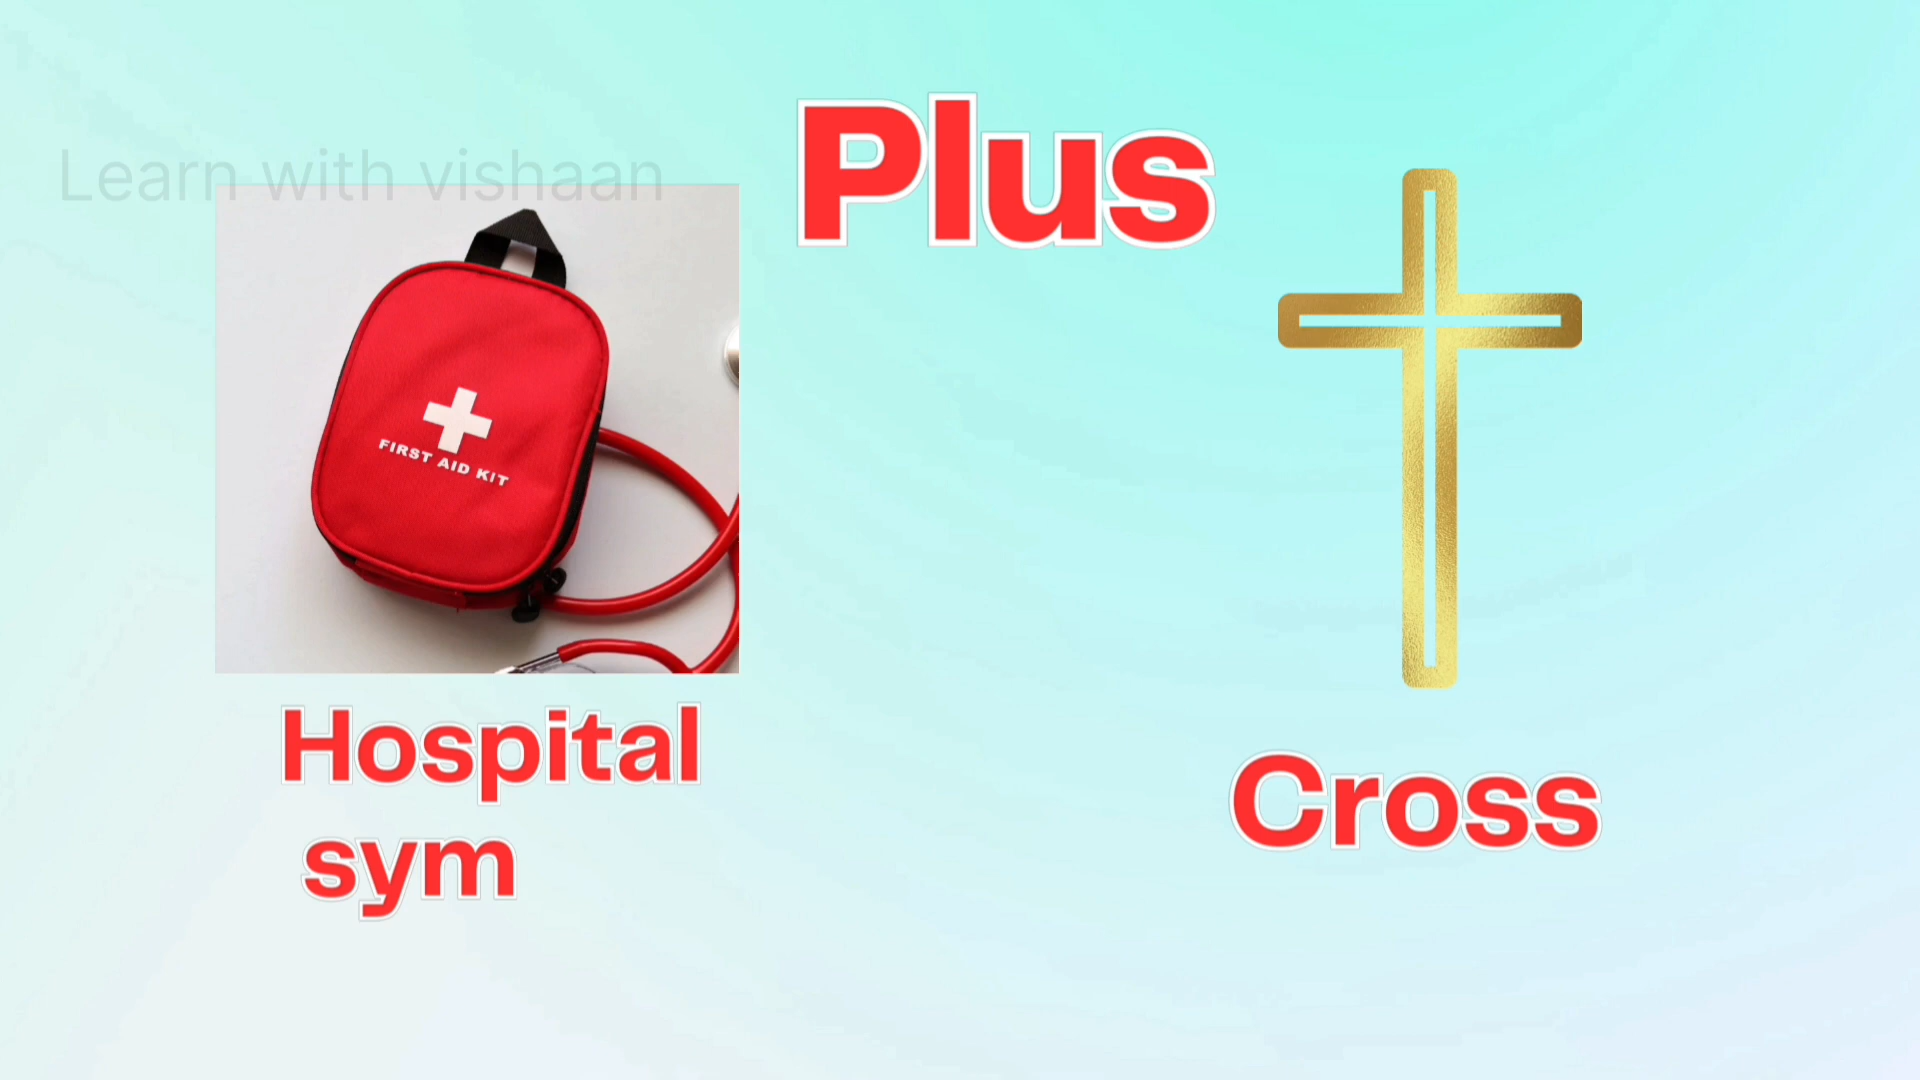 Plus
Learn with vishaan
FIRST AID KIT
Hospital
sym
Cross